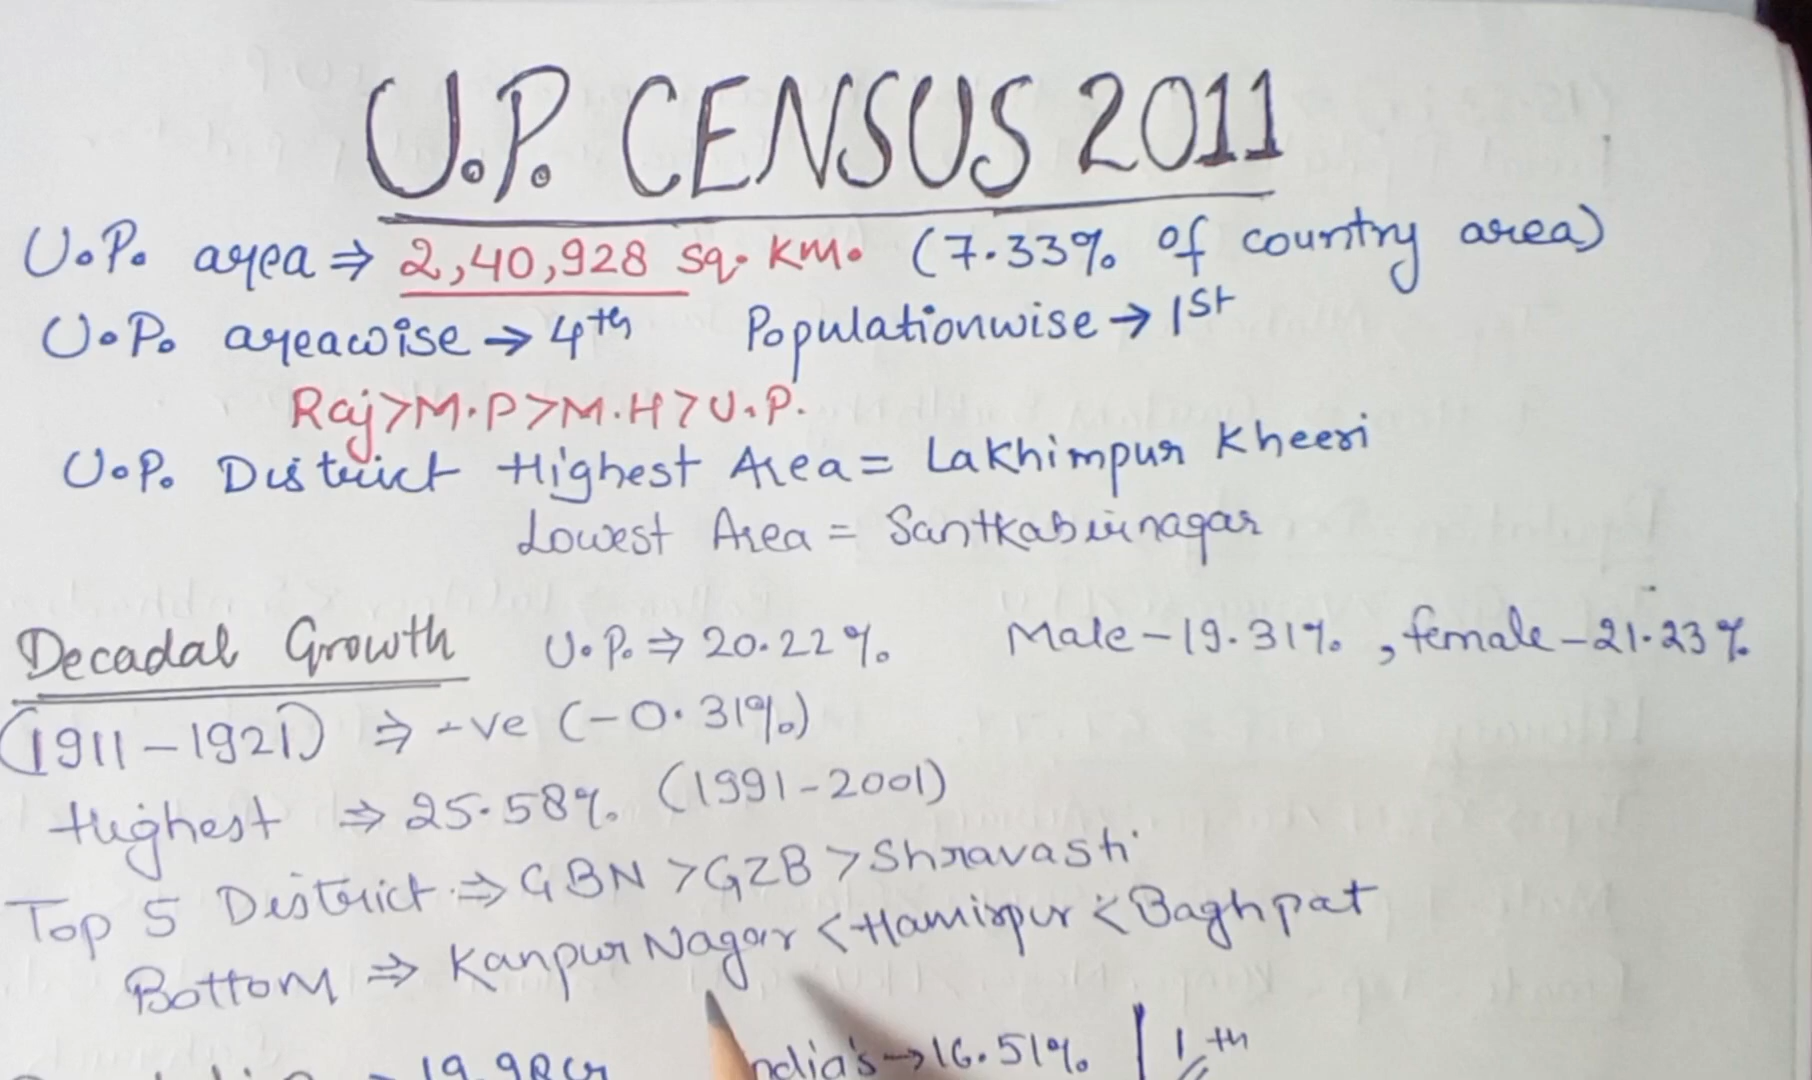 U.P. CENSUS 2011
U.P. area ⇒ 2,40,928 sq. km. (7.33% of country area)
U.P. areawise → 4th Populationwise → 1st
Raj > M.P > M.H > U.P.
U.P. District Highest Area = Lakhimpur Kheeri
Lowest Area = Santkabirnagar
Decadal Growth U.P. ⇒ 20.22% Male – 19.31%, female – 21.23%
(1911 – 1921) ⇒ -ve (-0.31%)
Highest ⇒ 25.58% (1991 - 2001)
Top 5 District ⇒ GBN > GZB > Shravasti
Bottom ⇒ Kanpur Nagar < Hamirpur < Baghpat
ndia's → 16.51%